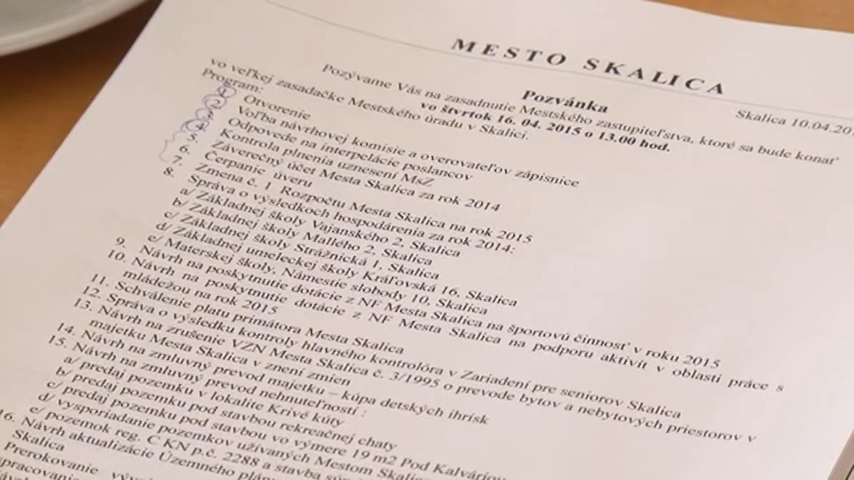 MESTO SKALICA
Skalica 10.04.20
Pozvánka
Pozývame Vás na zasadnutie Mestského zastupiteľstva, ktoré sa bude konať
vo štvrtok 16. 04. 2015 o 13.00 hod.
vo veľkej zasadačke Mestského úradu v Skalici.
Program:
Otvorenie
Voľba návrhovej komisie a overovateľov zápisnice
Odpovede na interpelácie poslancov
Kontrola plnenia uznesení MsZ
5. Záverečný účet Mesta Skalica za rok 2014
6. Čerpanie úveru
7. Zmena č. 1 Rozpočtu Mesta Skalica na rok 2015
8. Správa o výsledkoch hospodárenia za rok 2014:
a/ Základnej školy Vajanského 2, Skalica
b/ Základnej školy Mallého 2, Skalica
c/ Základnej školy Strážnická 1, Skalica
d/ Základnej umeleckej školy Kráľovská 16, Skalica
e/ Materskej školy, Námestie slobody 10, Skalica
9. Návrh na poskytnutie dotácie z NF Mesta Skalica na športovú činnosť v roku 2015
10. Návrh na poskytnutie dotácie z NF Mesta Skalica na podporu aktivít v oblasti práce s
mládežou na rok 2015
11. Schválenie platu primátora Mesta Skalica
12. Správa o výsledku kontroly hlavného kontrolóra v Zariadení pre seniorov Skalica
13. Návrh na zrušenie VZN Mesta Skalica č. 3/1995 o prevode bytov a nebytových priestorov v
majetku Mesta Skalica v znení zmien
14. Návrh na zmluvný prevod majetku – kúpa detských ihrísk
15. Návrh na zmluvný prevod nehnuteľností :
a/ predaj pozemku v lokalite Krivé kúty
b/ predaj pozemku pod stavbou rekreačnej chaty
c/ predaj pozemku pod stavbou vo výmere 19 m2 Pod Kalváriou
d/ vysporiadanie pozemkov užívaných Mestom Skalica
e/ pozemok reg. C KN p.č. 2288 a stavba
16. Návrh aktualizácie Územného
Skalica
Prerokovanie